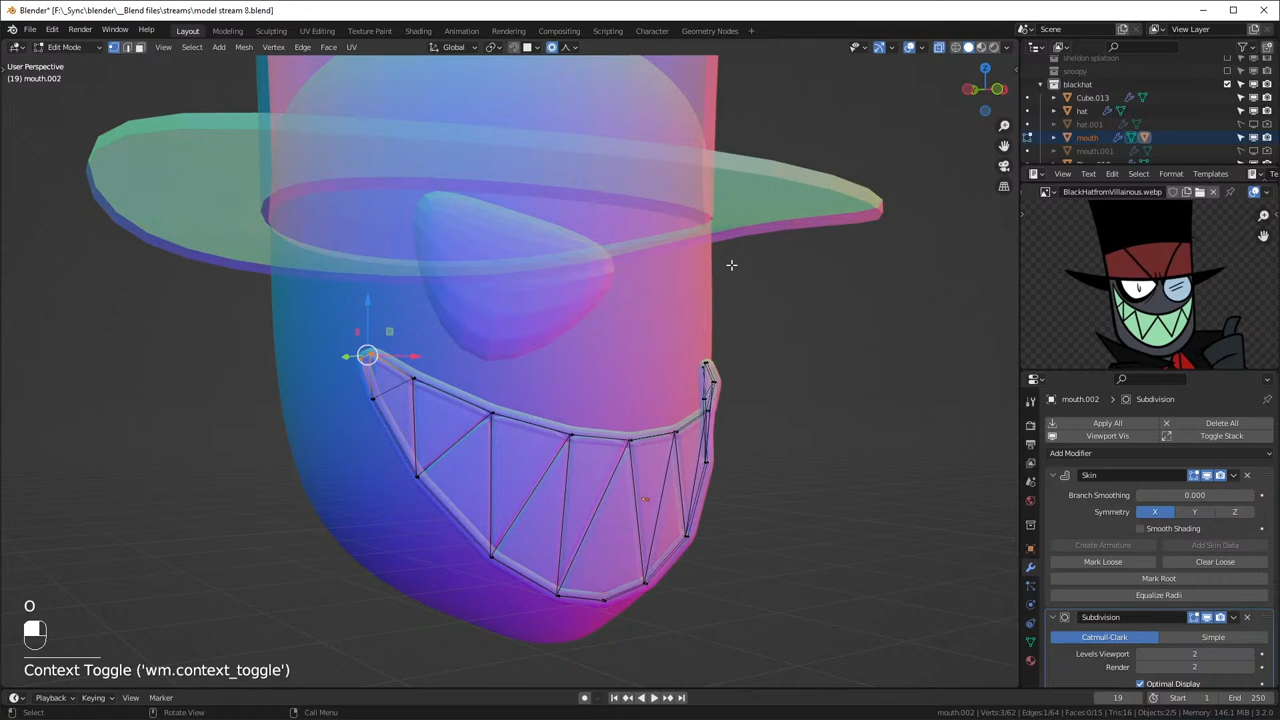 Blender* [F:\_Sync\blender\__Blend files\streams\model stream 8.blend]
File Edit Render Window Help Layout Modeling Sculpting UV Editing Texture Paint Shading Animation Rendering Compositing Scripting Character Geometry Nodes
Scene View Layer
Edit Mode View Select Add Mesh Vertex Edge Face UV Global
User Perspective
(19) mouth.002
sheldon splatoon
snoopy
blackhat
Cube.013
hat
hat.001
mouth
mouth.001
View Text Edit Select Format Templates
BlackHatfromVillainous.webp
mouth.002 > Subdivision
Apply All Delete All
Viewport Vis Toggle Stack
Add Modifier
Skin
Branch Smoothing 0.000
Symmetry X Y Z
Smooth Shading
Create Armature Add Skin Data
Mark Loose Clear Loose
Mark Root
Equalize Radii
Subdivision
Catmull-Clark Simple
Levels Viewport 2
Render 2
Optimal Display
O
Context Toggle ('wm.context_toggle')
Playback Keying View Marker 19 Start 1 End 250
Select Rotate View Call Menu mouth.002 | Verts:3/62 | Edges:1/64 | Faces:0/15 | Tris:16 | Objects:2/5 | Memory: 146.1 MiB | 3.2.0